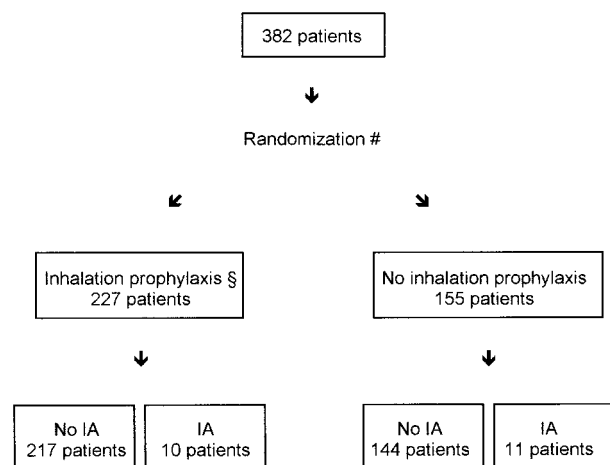 382 patients
Randomization #
Inhalation prophylaxis §
227 patients
No inhalation prophylaxis
155 patients
No IA
217 patients
IA
10 patients
No IA
144 patients
IA
11 patients